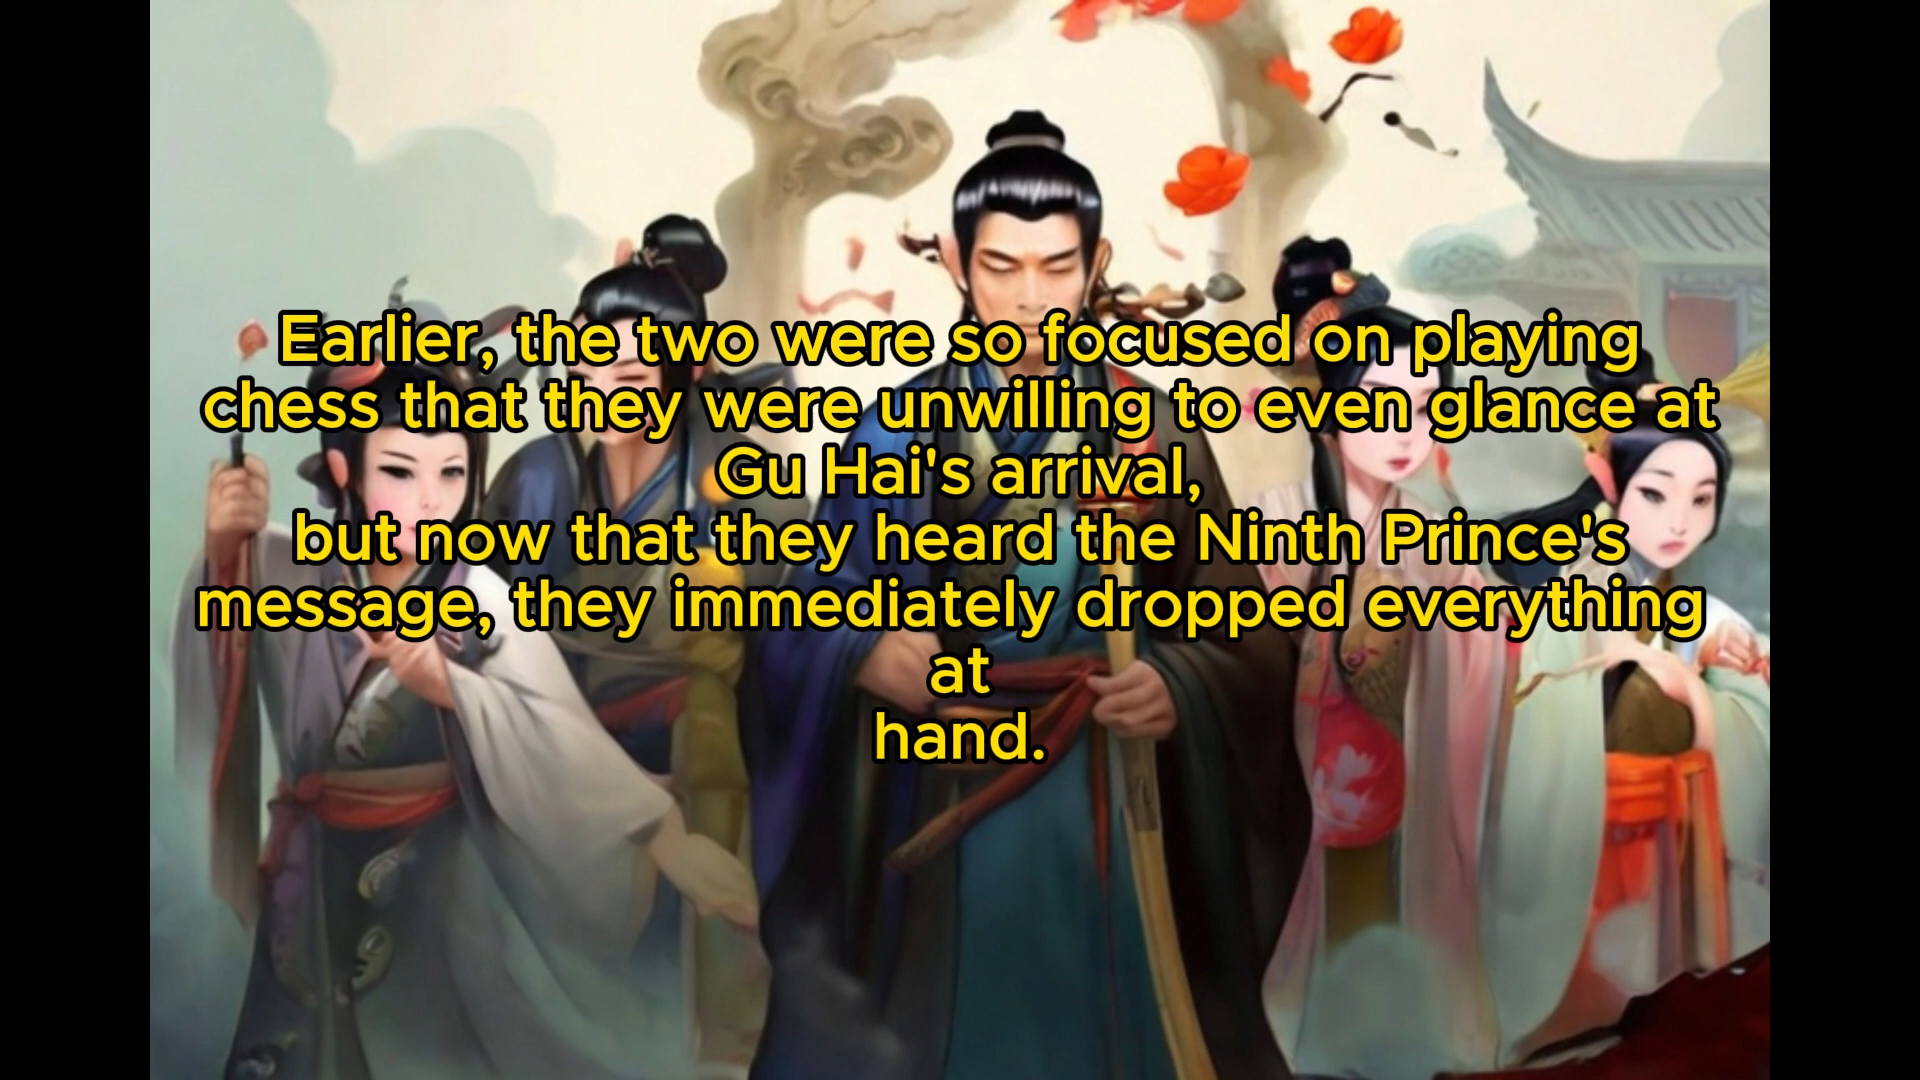 Earlier, the two were so focused on playing
chess that they were unwilling to even glance at
Gu Hai's arrival,
but now that they heard the Ninth Prince's
message, they immediately dropped everything
at
hand.